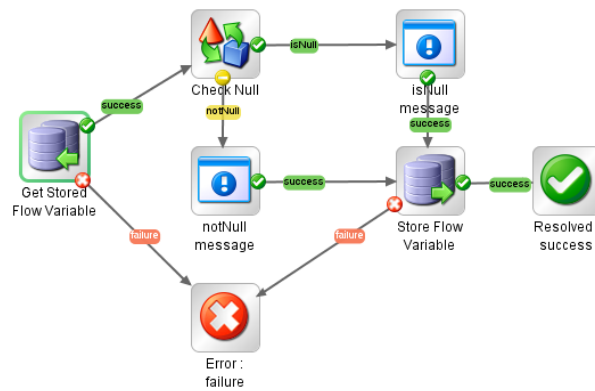 isNull
Check Null
isNull
message
success
notNull
success
Get Stored
Flow Variable
success
success
notNull
message
Store Flow
Variable
Resolved :
success
failure
failure
Error :
failure